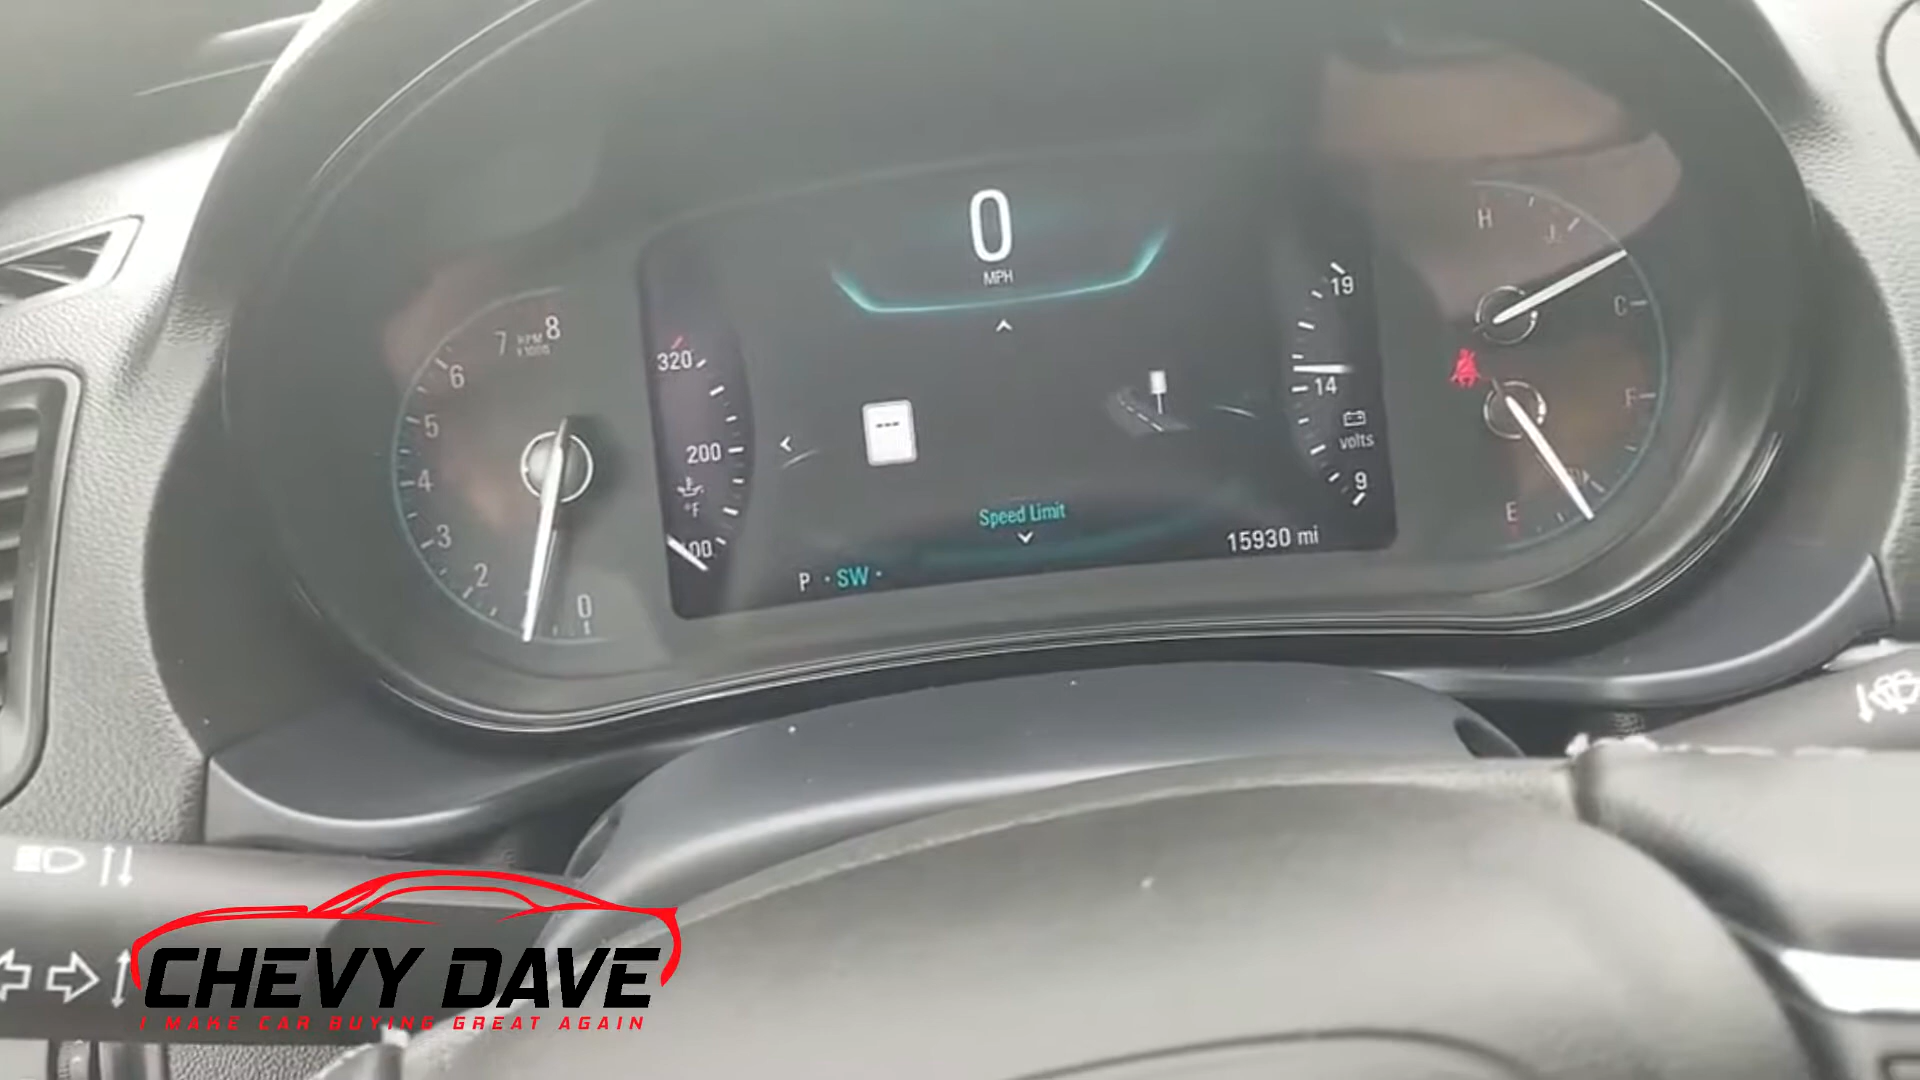 0
MPH
7 8
RPM
x1000
6
5
4
3
2
0
320
200
°F
100
Speed Limit
P · SW ·
15930 mi
19
14
volts
9
H
C
F
E
CHEVY DAVE
I MAKE CAR BUYING GREAT AGAIN